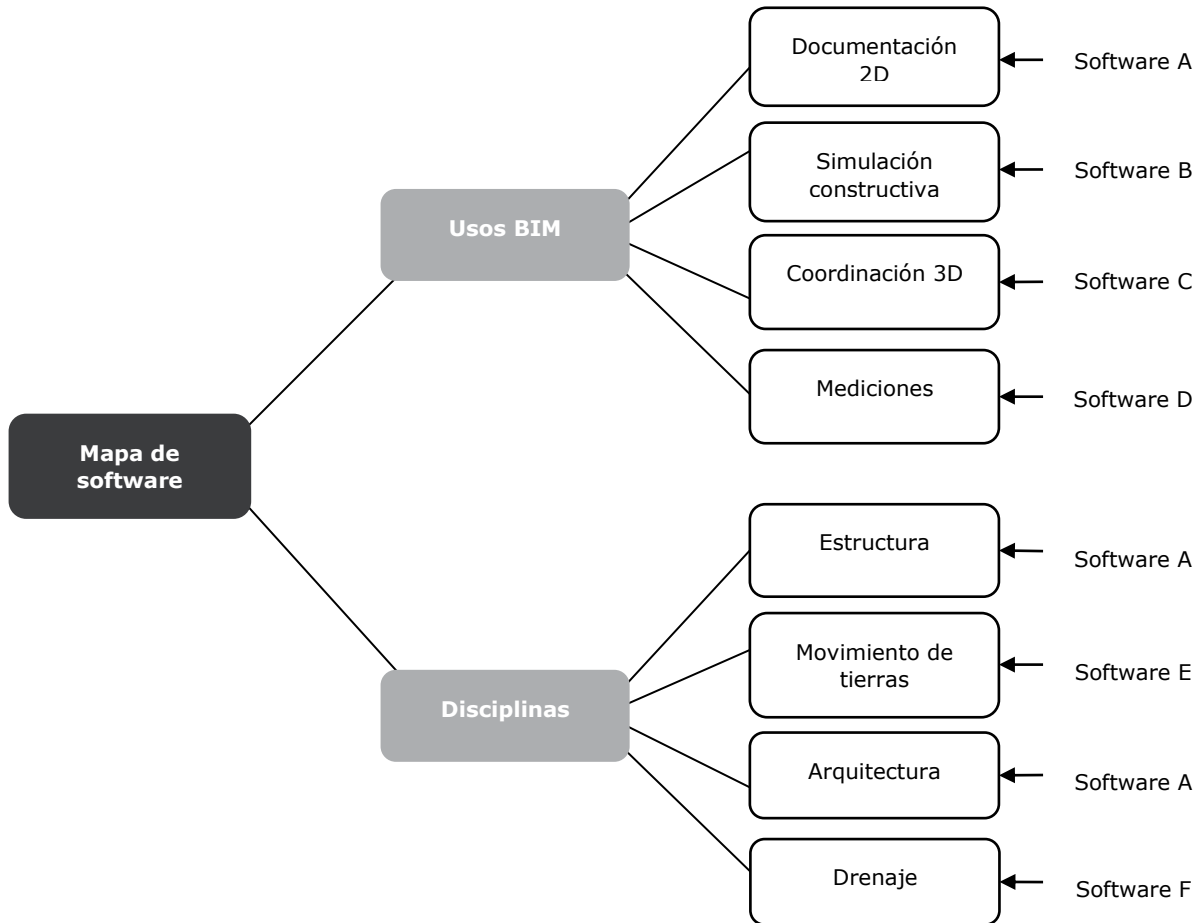 Documentación
2D
Software A
Simulación
constructiva
Software B
Usos BIM
Coordinación 3D
Software C
Mediciones
Software D
Mapa de
software
Estructura
Software A
Movimiento de
tierras
Software E
Disciplinas
Arquitectura
Software A
Drenaje
Software F